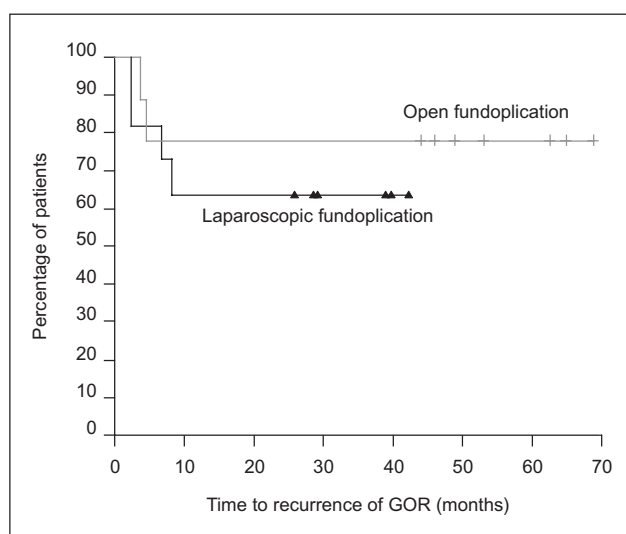 100
90
80
70
60
50
40
30
20
10
0
Percentage of patients
Open fundoplication
Laparoscopic fundoplication
0 10 20 30 40 50 60 70
Time to recurrence of GOR (months)